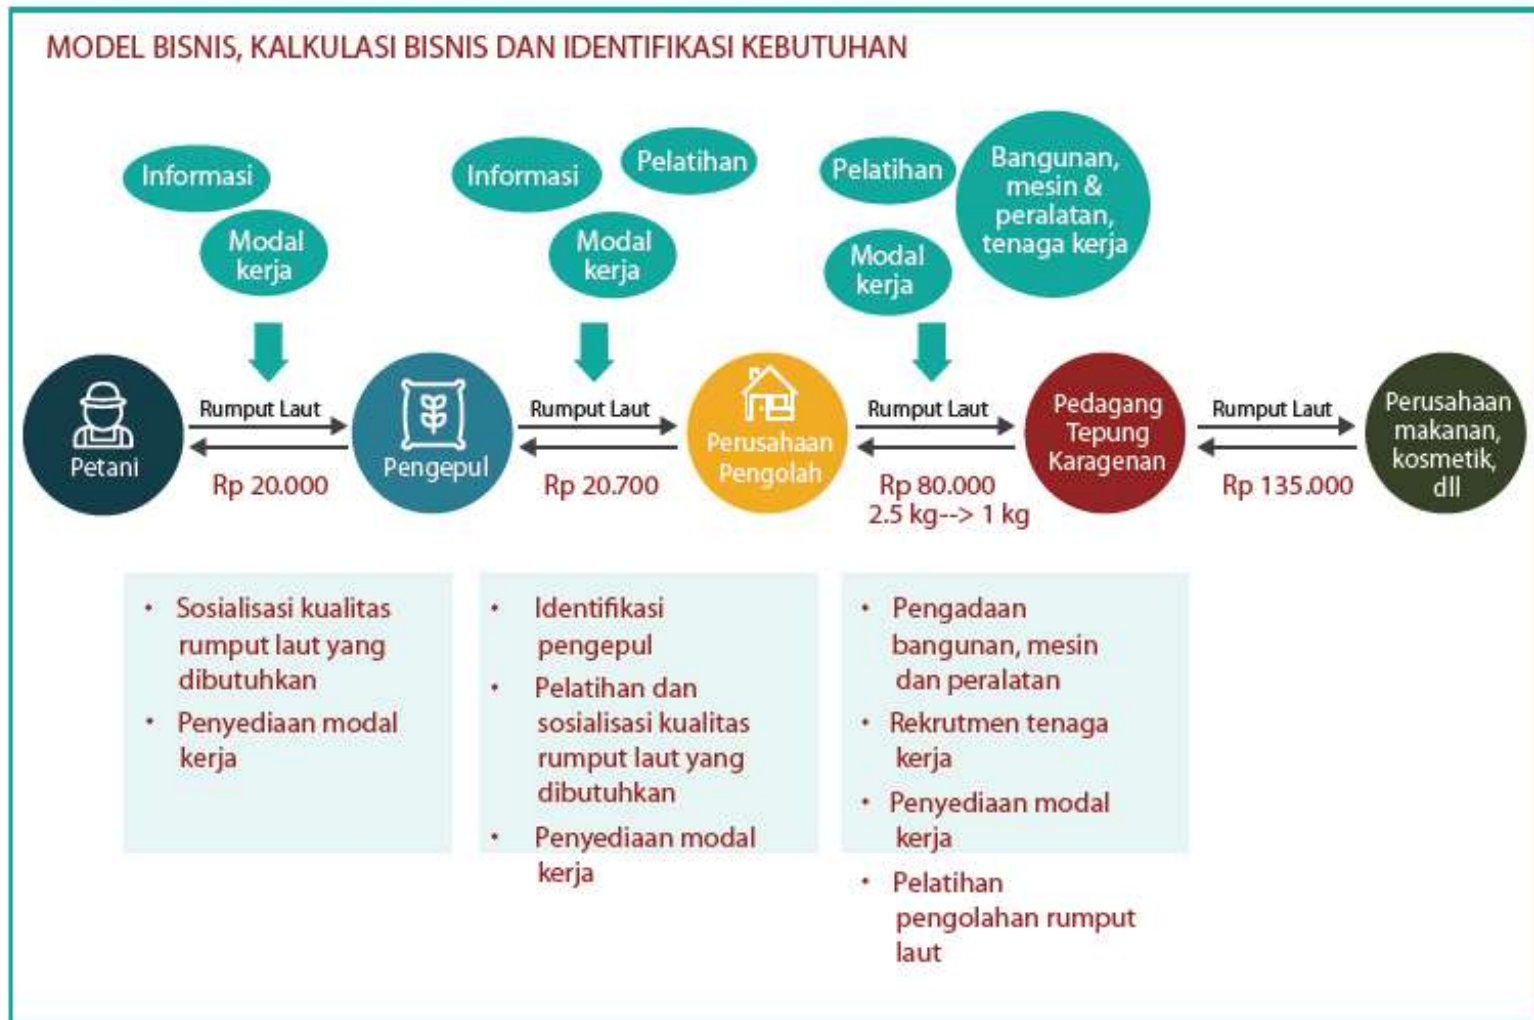 MODEL BISNIS, KALKULASI BISNIS DAN IDENTIFIKASI KEBUTUHAN
Informasi
Modal
kerja
Informasi
Pelatihan
Modal
kerja
Pelatihan
Modal
kerja
Bangunan,
mesin &
peralatan,
tenaga kerja
Petani
Rumput Laut
Rp 20.000
Pengepul
Rumput Laut
Rp 20.700
Perusahaan
Pengolah
Rumput Laut
Rp 80.000
2.5 kg--> 1 kg
Pedagang
Tepung
Karagenan
Rumput Laut
Rp 135.000
Perusahaan
makanan,
kosmetik,
dll
• Sosialisasi kualitas
rumput laut yang
dibutuhkan
• Penyediaan modal
kerja
• Identifikasi
pengepul
• Pelatihan dan
sosialisasi kualitas
rumput laut yang
dibutuhkan
• Penyediaan modal
kerja
• Pengadaan
bangunan, mesin
dan peralatan
• Rekrutmen tenaga
kerja
• Penyediaan modal
kerja
• Pelatihan
pengolahan rumput
laut